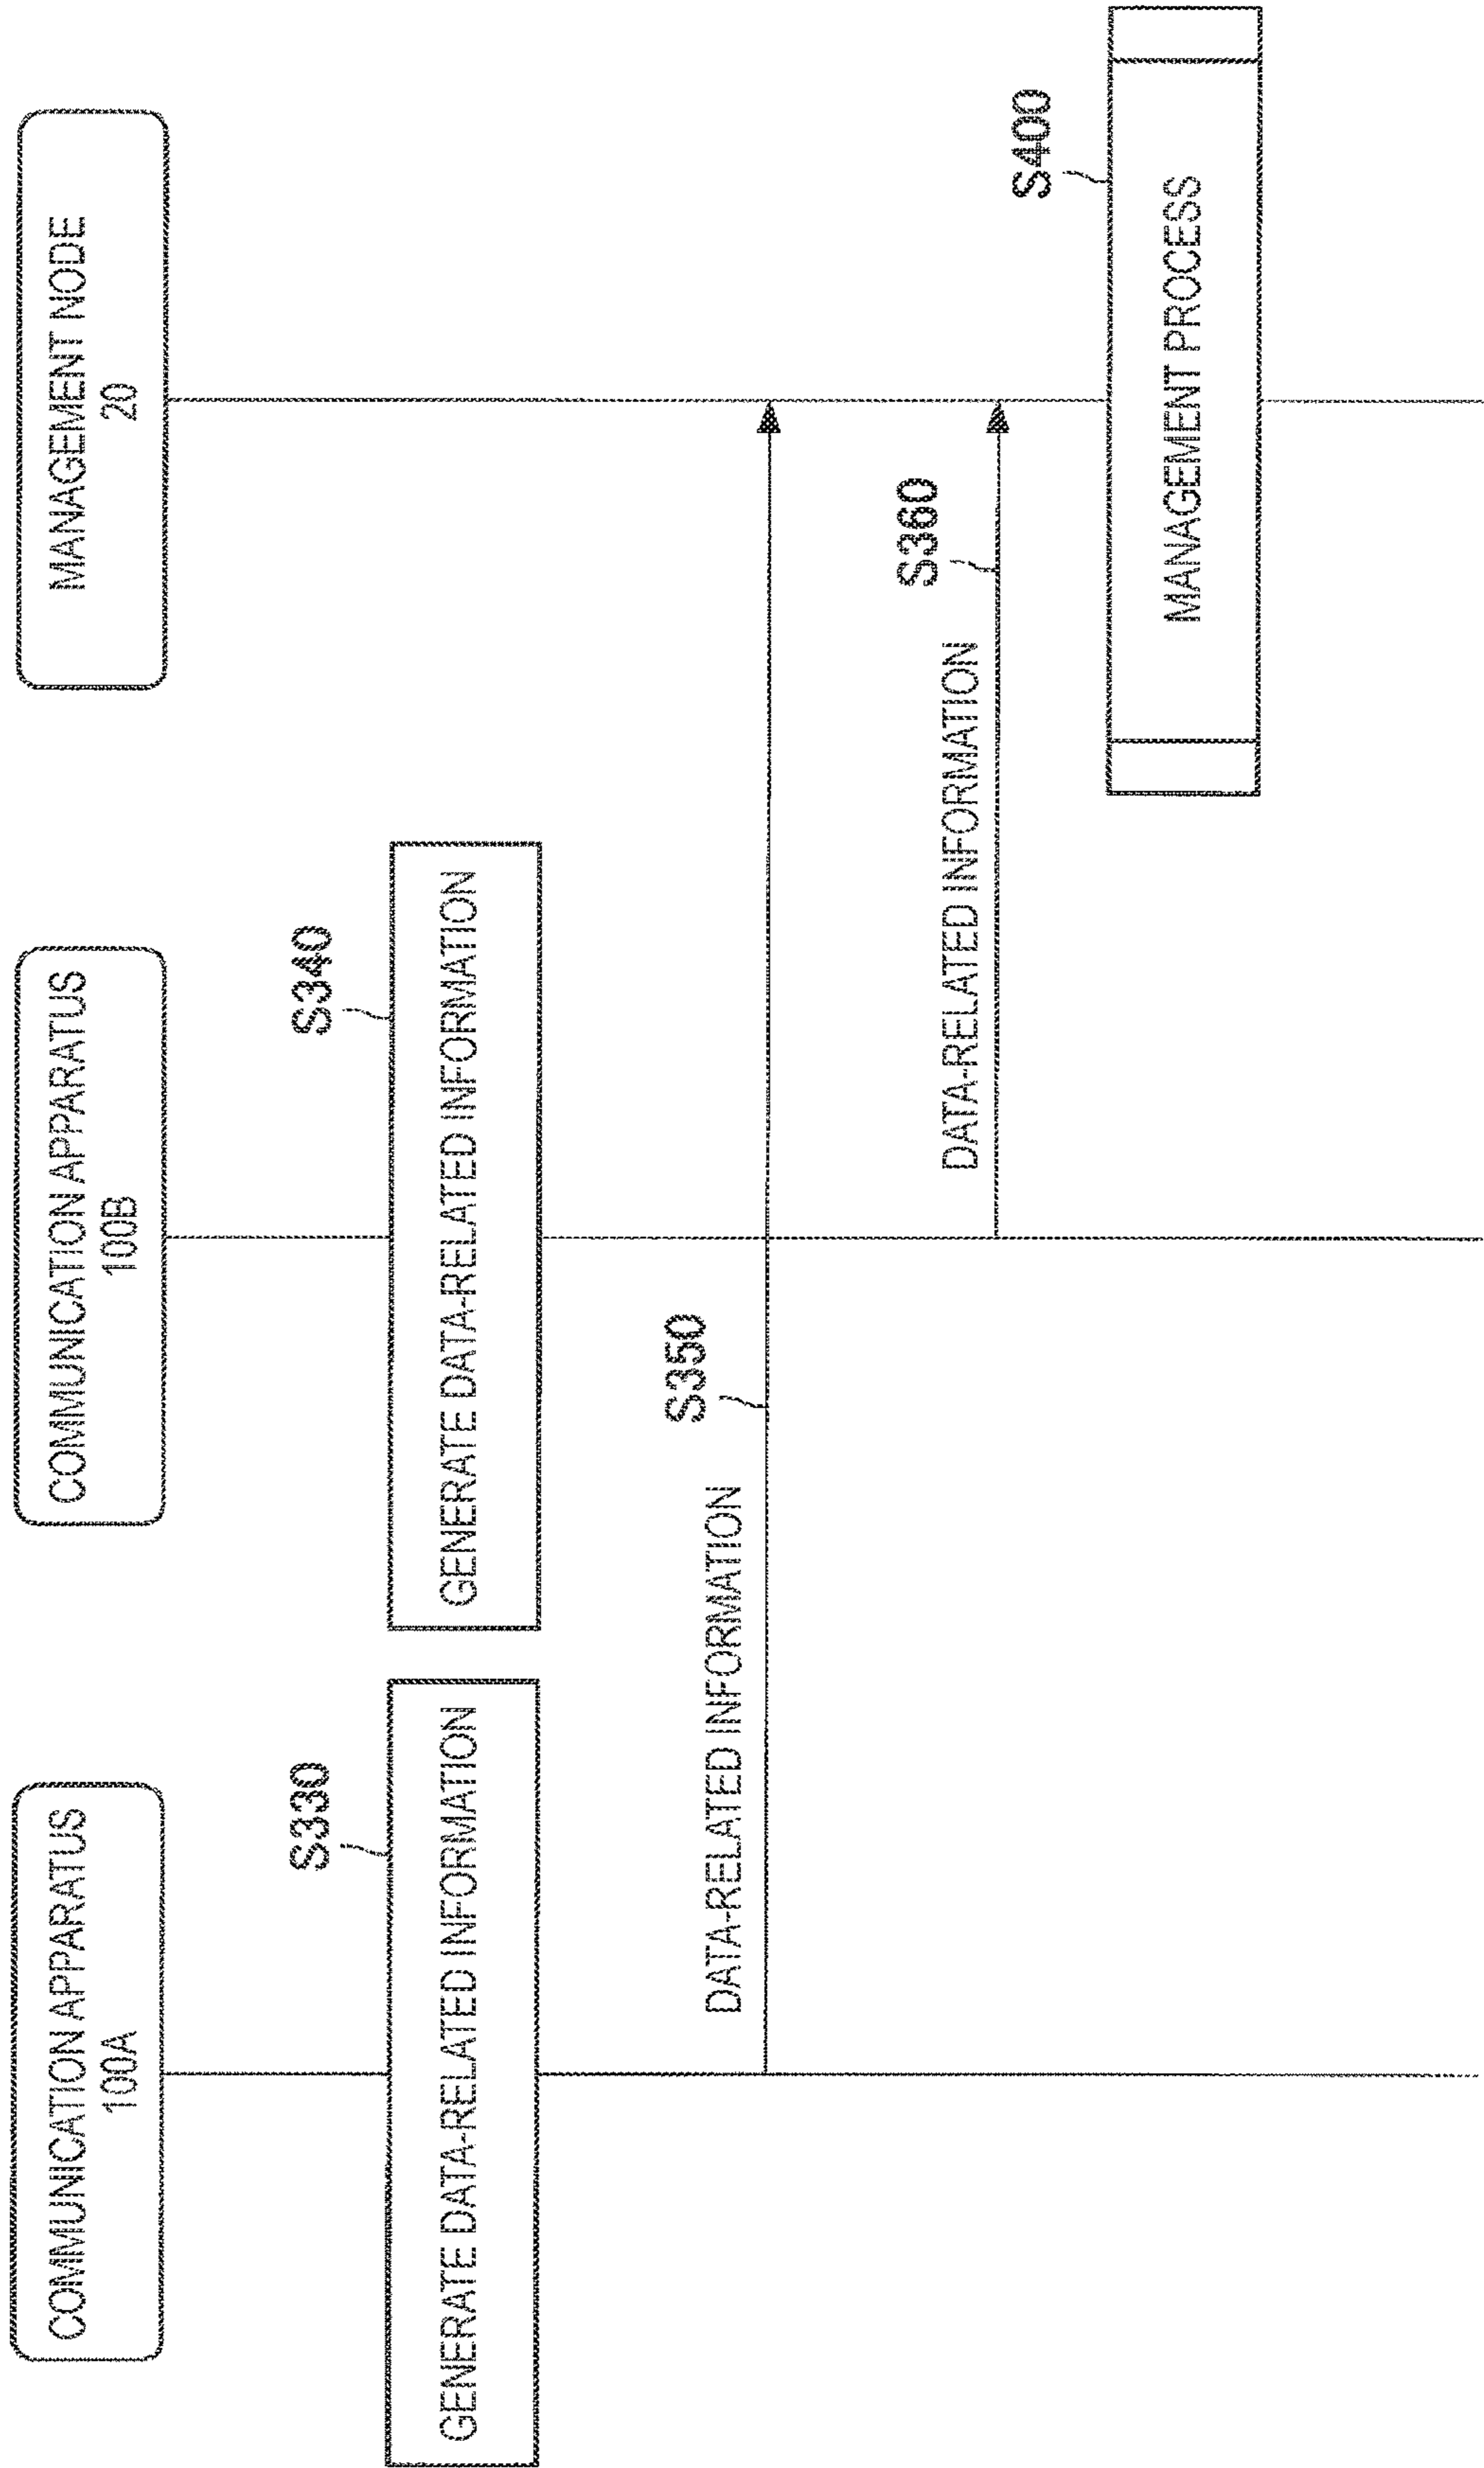 COMMUNICATION APPARATUS
100A
COMMUNICATION APPARATUS
100B
MANAGEMENT NODE
20
S330
GENERATE DATA-RELATED INFORMATION
S340
GENERATE DATA-RELATED INFORMATION
DATA-RELATED INFORMATION
S350
DATA-RELATED INFORMATION
S360
S400
MANAGEMENT PROCESS